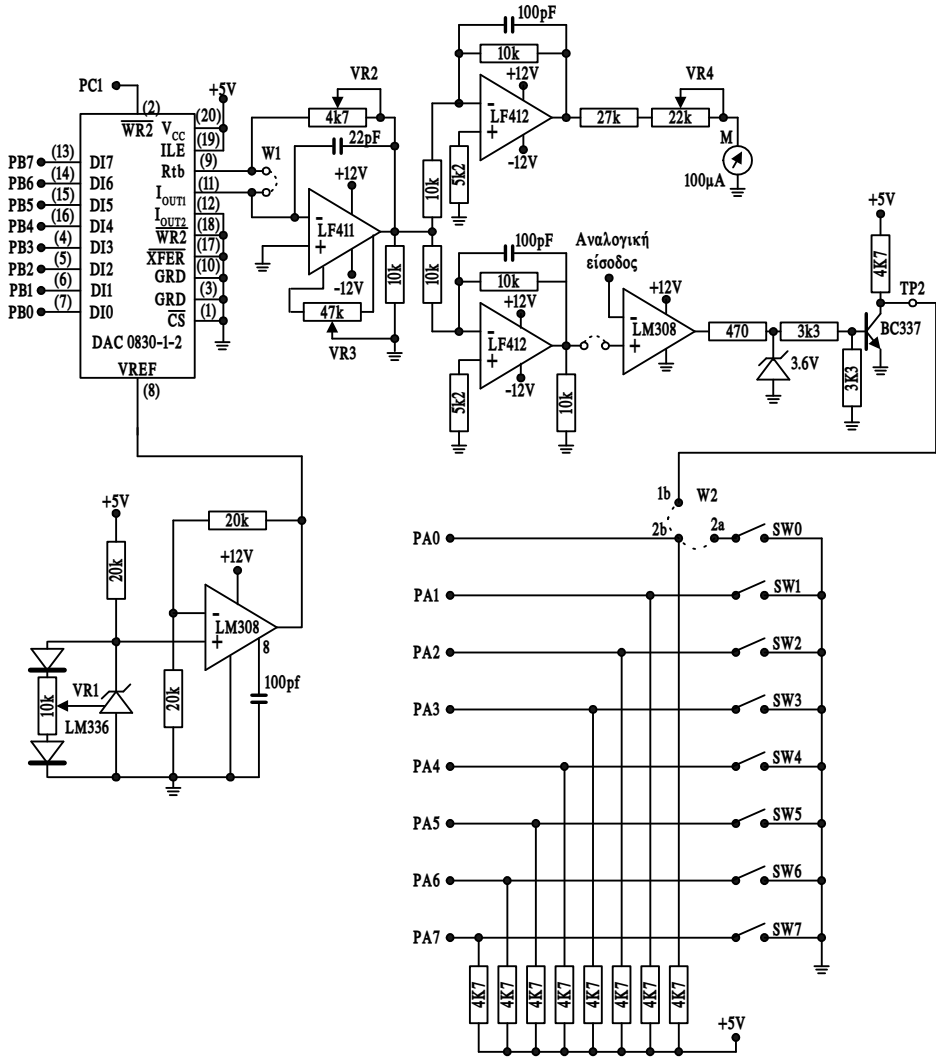 100pF
10k
+12V
LF412
-12V
5k2
10k
27k
VR4
22k
M
100μA
PC1
+5V
(2)
WR2
(20)
VCC
(19)
ILE
(9)
Rtb
(11)
IOUT1
(12)
IOUT2
(18)
WR2
(17)
XFER
(10)
GRD
(3)
GRD
(1)
CS
PB7 (13) DI7
PB6 (14) DI6
PB5 (15) DI5
PB4 (16) DI4
PB3 (4) DI3
PB2 (5) DI2
PB1 (6) DI1
PB0 (7) DI0
DAC 0830-1-2
VREF
(8)
VR2
4k7
22pF
W1
+12V
LF411
-12V
47k
VR3
10k
10k
100pF
10k
+12V
LF412
-12V
5k2
10k
Αναλογική
είσοδος
+12V
LM308
470
3.6V
3k3
3K3
+5V
4K7
TP2
BC337
+5V
20k
20k
+12V
LM308
8
100pf
20k
10k
VR1
LM336
1b W2
2b 2a
PA0 SW0
PA1 SW1
PA2 SW2
PA3 SW3
PA4 SW4
PA5 SW5
PA6 SW6
PA7 SW7
4K7 4K7 4K7 4K7 4K7 4K7 4K7 4K7
+5V